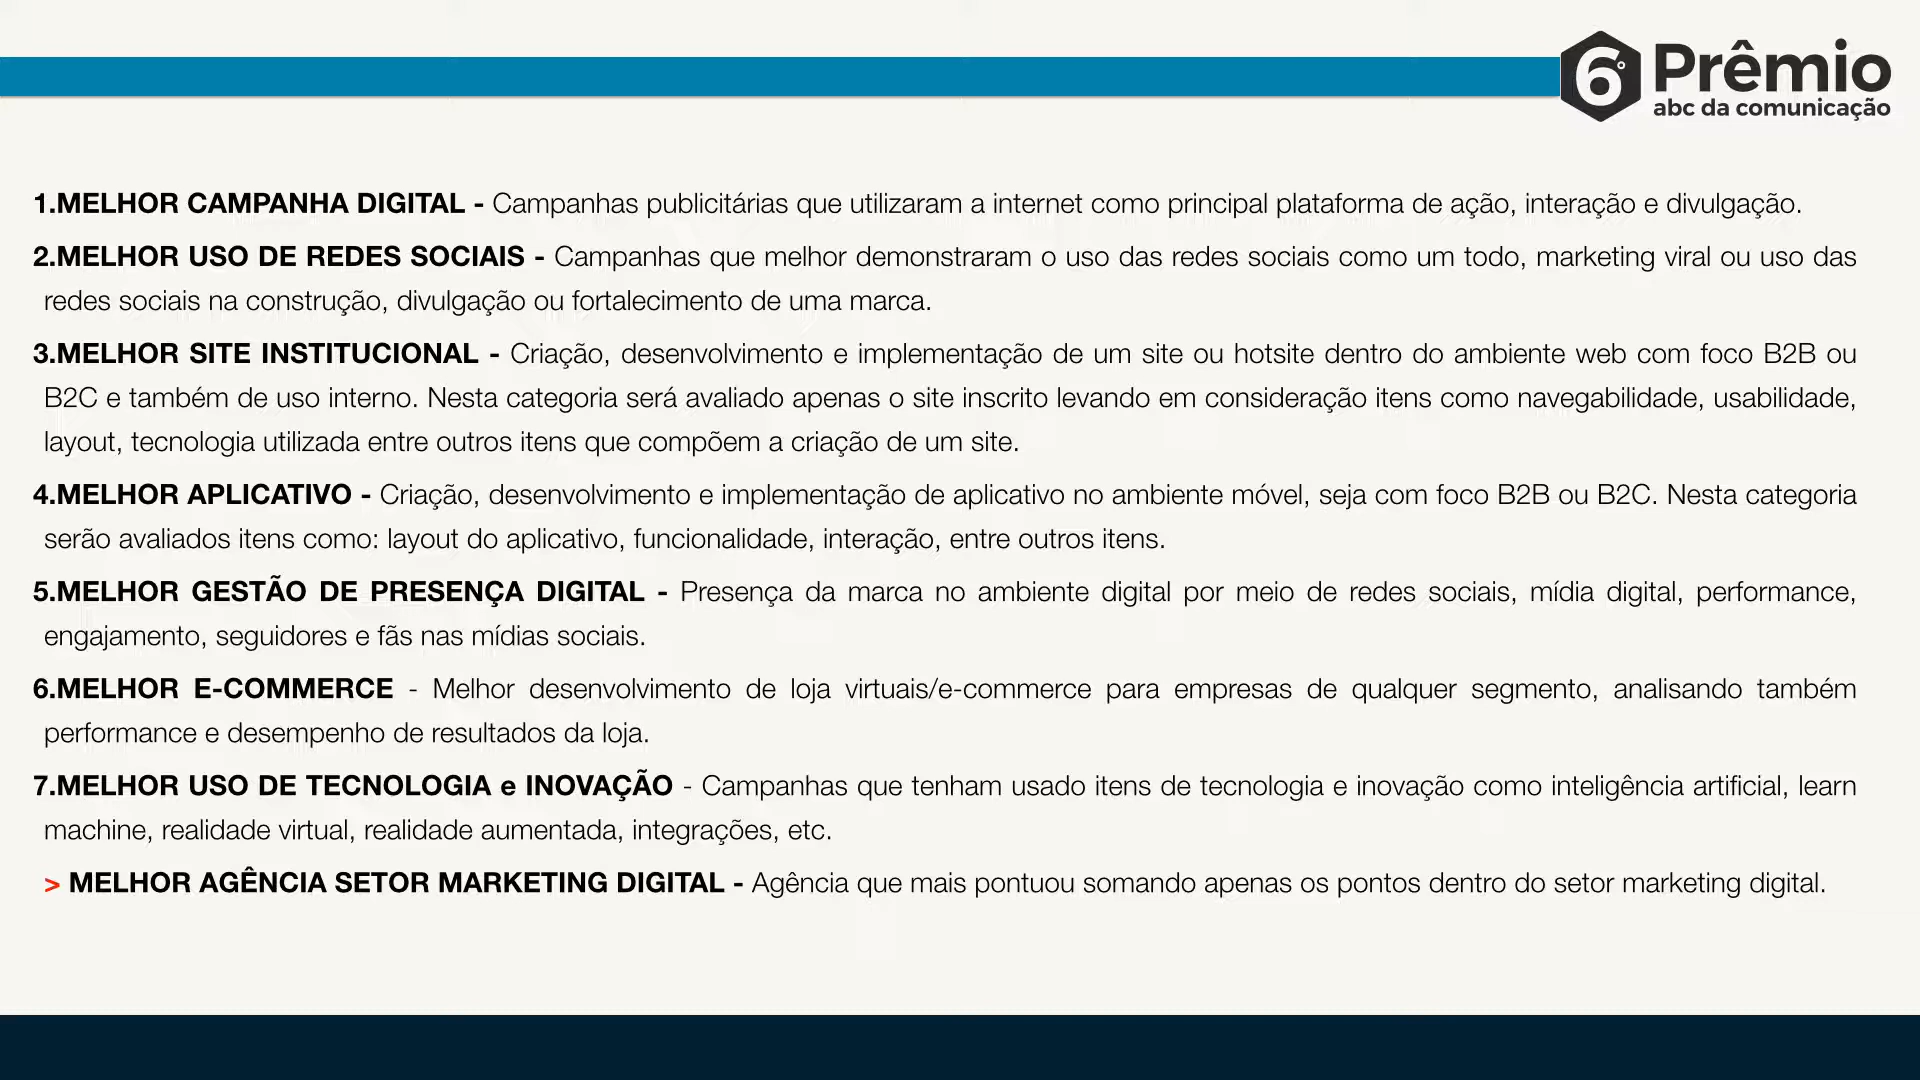 6º Prêmio
abc da comunicação
1.MELHOR CAMPANHA DIGITAL - Campanhas publicitárias que utilizaram a internet como principal plataforma de ação, interação e divulgação.
2.MELHOR USO DE REDES SOCIAIS - Campanhas que melhor demonstraram o uso das redes sociais como um todo, marketing viral ou uso das
redes sociais na construção, divulgação ou fortalecimento de uma marca.
3.MELHOR SITE INSTITUCIONAL - Criação, desenvolvimento e implementação de um site ou hotsite dentro do ambiente web com foco B2B ou
B2C e também de uso interno. Nesta categoria será avaliado apenas o site inscrito levando em consideração itens como navegabilidade, usabilidade,
layout, tecnologia utilizada entre outros itens que compõem a criação de um site.
4.MELHOR APLICATIVO - Criação, desenvolvimento e implementação de aplicativo no ambiente móvel, seja com foco B2B ou B2C. Nesta categoria
serão avaliados itens como: layout do aplicativo, funcionalidade, interação, entre outros itens.
5.MELHOR GESTÃO DE PRESENÇA DIGITAL - Presença da marca no ambiente digital por meio de redes sociais, mídia digital, performance,
engajamento, seguidores e fãs nas mídias sociais.
6.MELHOR E-COMMERCE - Melhor desenvolvimento de loja virtuais/e-commerce para empresas de qualquer segmento, analisando também
performance e desempenho de resultados da loja.
7.MELHOR USO DE TECNOLOGIA e INOVAÇÃO - Campanhas que tenham usado itens de tecnologia e inovação como inteligência artificial, learn
machine, realidade virtual, realidade aumentada, integrações, etc.
> MELHOR AGÊNCIA SETOR MARKETING DIGITAL - Agência que mais pontuou somando apenas os pontos dentro do setor marketing digital.